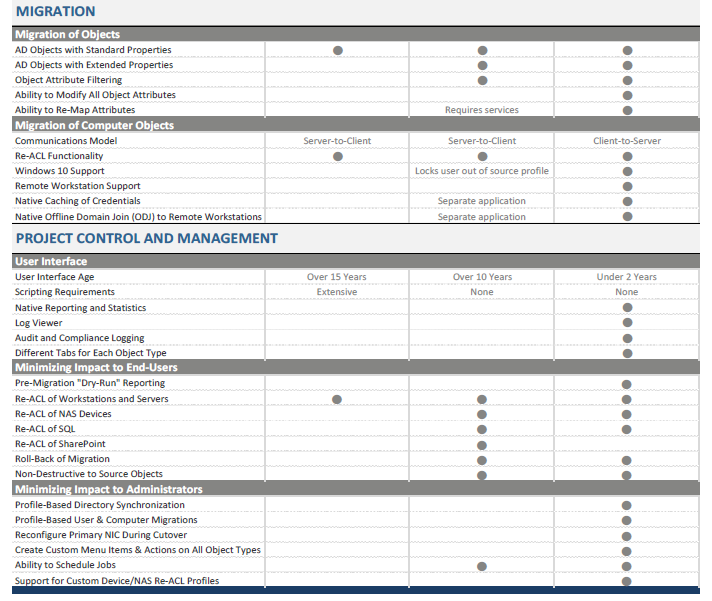 MIGRATION
Migration of Objects
AD Objects with Standard Properties
AD Objects with Extended Properties
Object Attribute Filtering
Ability to Modify All Object Attributes
Ability to Re-Map Attributes Requires services
Migration of Computer Objects
Communications Model Server-to-Client Server-to-Client Client-to-Server
Re-ACL Functionality
Windows 10 Support Locks user out of source profile
Remote Workstation Support
Native Caching of Credentials Separate application
Native Offline Domain Join (ODJ) to Remote Workstations Separate application
PROJECT CONTROL AND MANAGEMENT
User Interface
User Interface Age Over 15 Years Over 10 Years Under 2 Years
Scripting Requirements Extensive None None
Native Reporting and Statistics
Log Viewer
Audit and Compliance Logging
Different Tabs for Each Object Type
Minimizing Impact to End-Users
Pre-Migration "Dry-Run" Reporting
Re-ACL of Workstations and Servers
Re-ACL of NAS Devices
Re-ACL of SQL
Re-ACL of SharePoint
Roll-Back of Migration
Non-Destructive to Source Objects
Minimizing Impact to Administrators
Profile-Based Directory Synchronization
Profile-Based User & Computer Migrations
Reconfigure Primary NIC During Cutover
Create Custom Menu Items & Actions on All Object Types
Ability to Schedule Jobs
Support for Custom Device/NAS Re-ACL Profiles